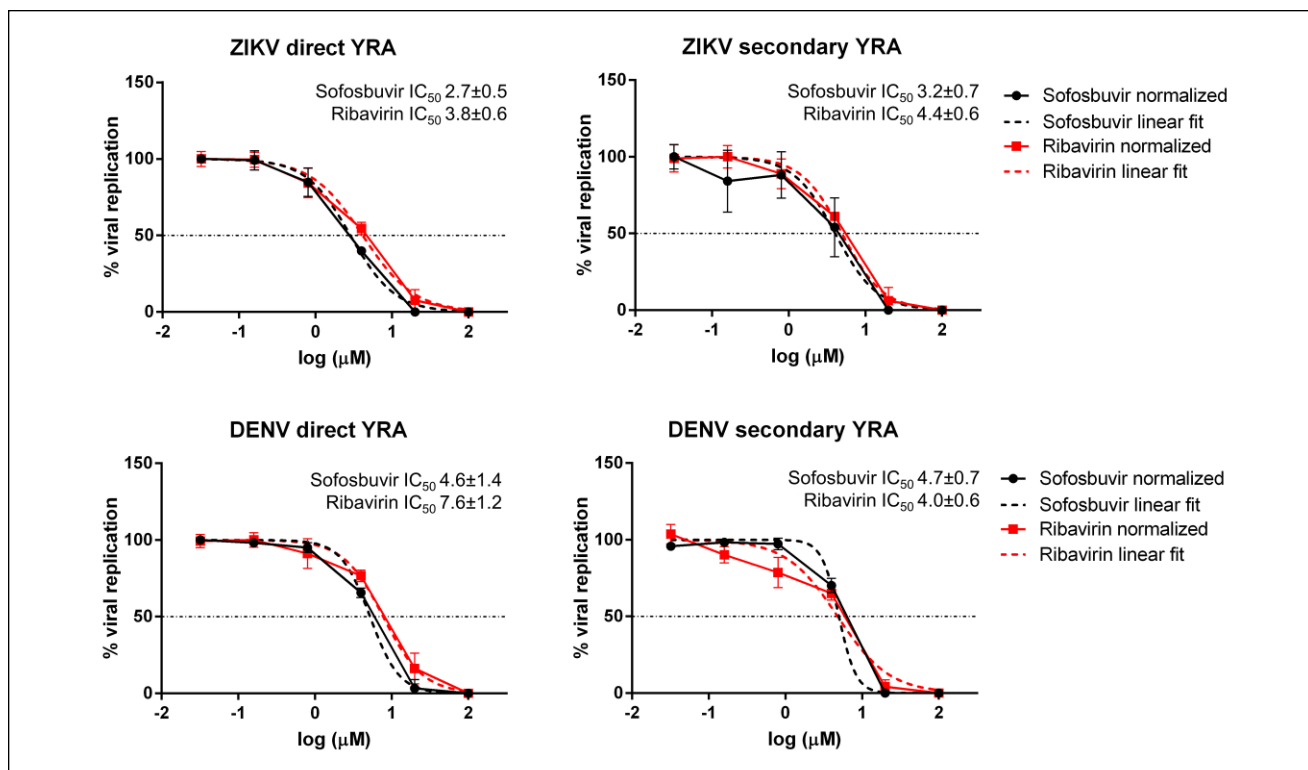 ZIKV direct YRA
Sofosbuvir IC50 2.7±0.5
Ribavirin IC50 3.8±0.6
150
100
50
0
-2 -1 0 1 2
% viral replication
log (μM)
ZIKV secondary YRA
Sofosbuvir IC50 3.2±0.7
Ribavirin IC50 4.4±0.6
150
100
50
0
-2 -1 0 1 2
% viral replication
log (μM)
Sofosbuvir normalized
Sofosbuvir linear fit
Ribavirin normalized
Ribavirin linear fit
DENV direct YRA
Sofosbuvir IC50 4.6±1.4
Ribavirin IC50 7.6±1.2
150
100
50
0
-2 -1 0 1 2
% viral replication
log (μM)
DENV secondary YRA
Sofosbuvir IC50 4.7±0.7
Ribavirin IC50 4.0±0.6
150
100
50
0
-2 -1 0 1 2
% viral replication
log (μM)
Sofosbuvir normalized
Sofosbuvir linear fit
Ribavirin normalized
Ribavirin linear fit